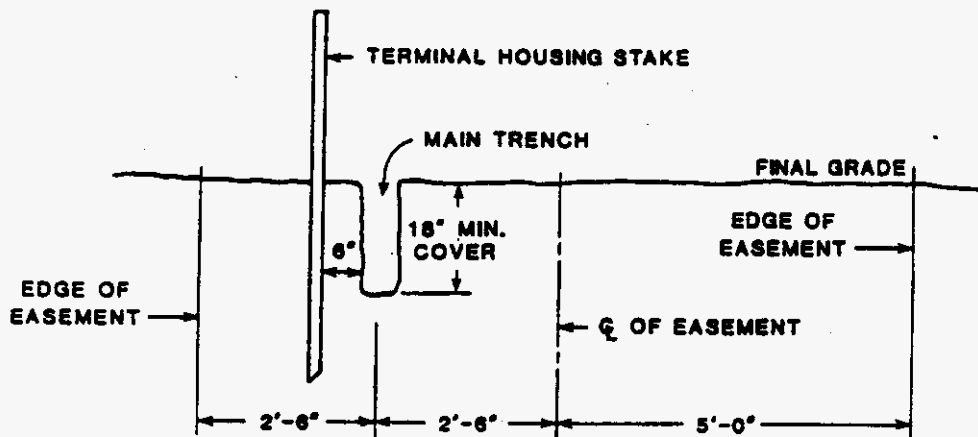 TERMINAL HOUSING STAKE
MAIN TRENCH
FINAL GRADE
18" MIN.
COVER
6"
EDGE OF
EASEMENT
EDGE OF
EASEMENT
℄ OF EASEMENT
2'-6"
2'-6"
5'-0"